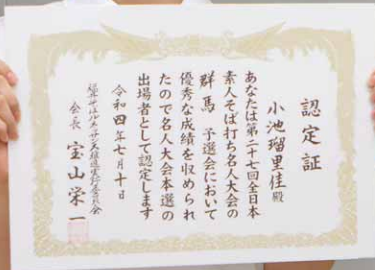 認定証
小池瑠里佳殿
あなたは第二十七回全日本
素人そば打ち名人大会の
群馬 予選会において
優秀な成績を収められ
たので名人大会本選の
出場者として認定します
令和四年七月十日
会長 宝山栄一